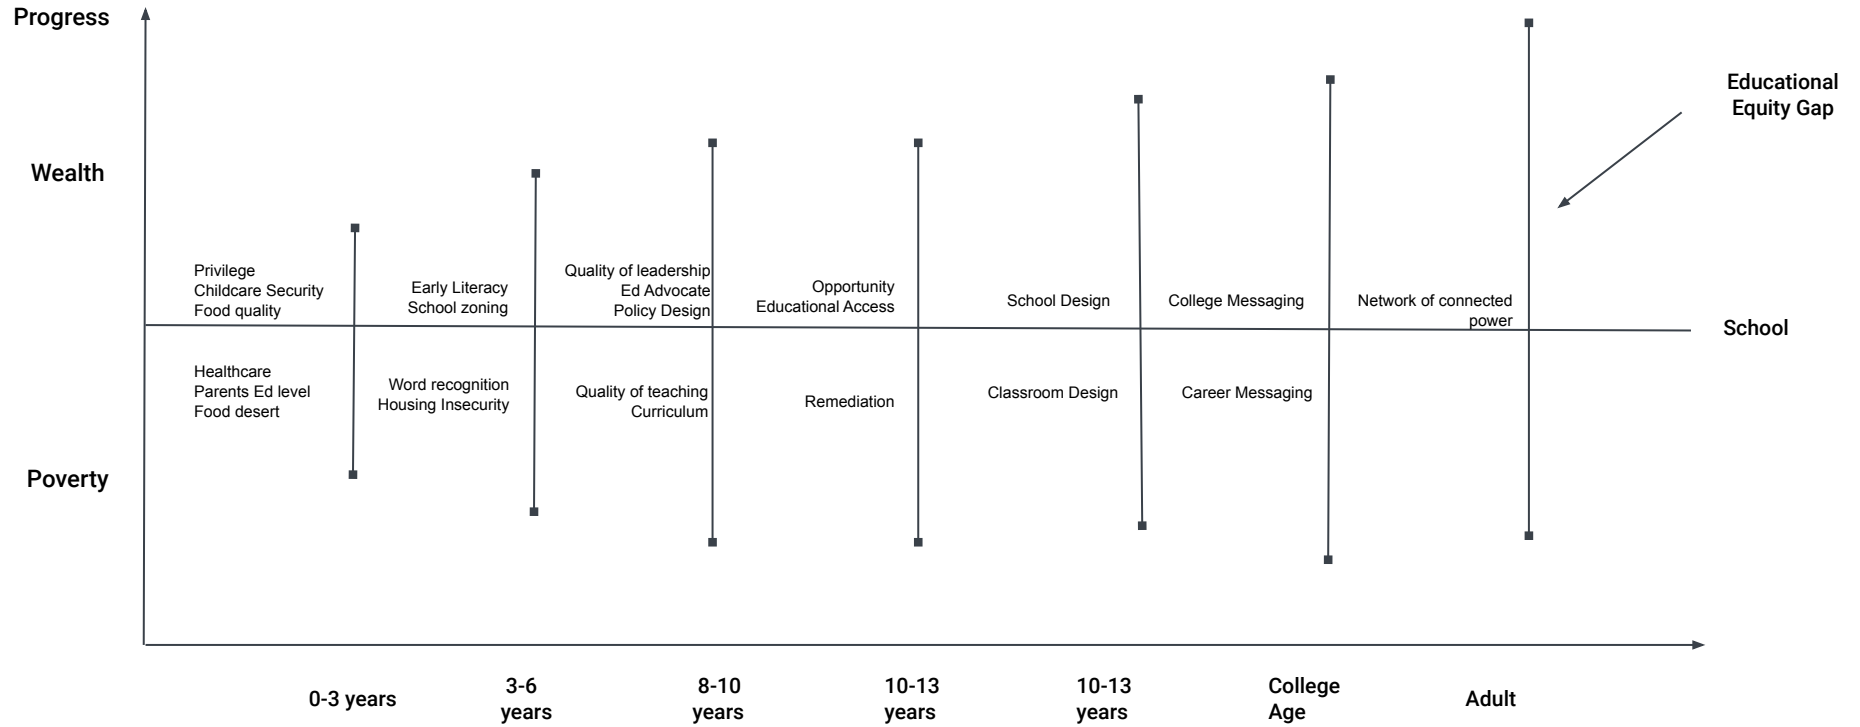 Progress
Educational
Equity Gap
Wealth
Privilege
Childcare Security
Food quality
Early Literacy
School zoning
Quality of leadership
Ed Advocate
Policy Design
Opportunity
Educational Access
School Design
College Messaging
Network of connected
power
School
Healthcare
Parents Ed level
Food desert
Word recognition
Housing Insecurity
Quality of teaching
Curriculum
Remediation
Classroom Design
Career Messaging
Poverty
0-3 years
3-6
years
8-10
years
10-13
years
10-13
years
College
Age
Adult